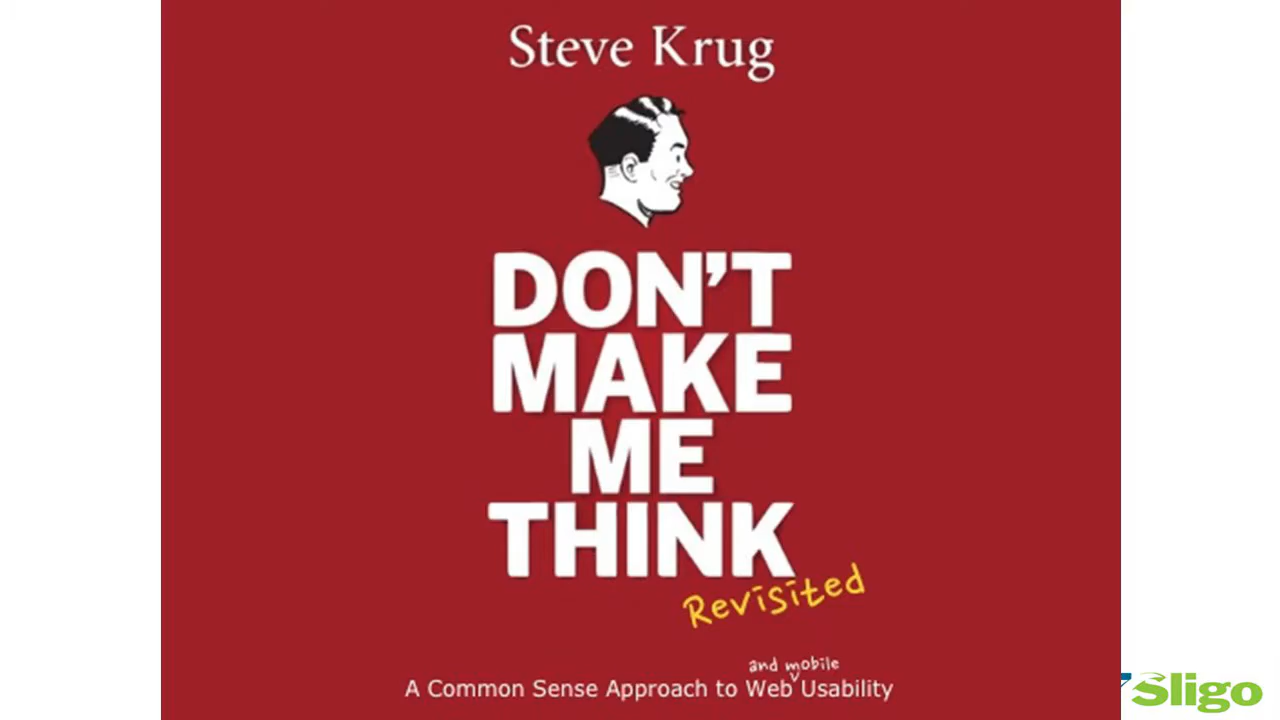 Steve Krug
DON'T
MAKE
ME
THINK
Revisited
and mobile
A Common Sense Approach to Web Usability
Sligo